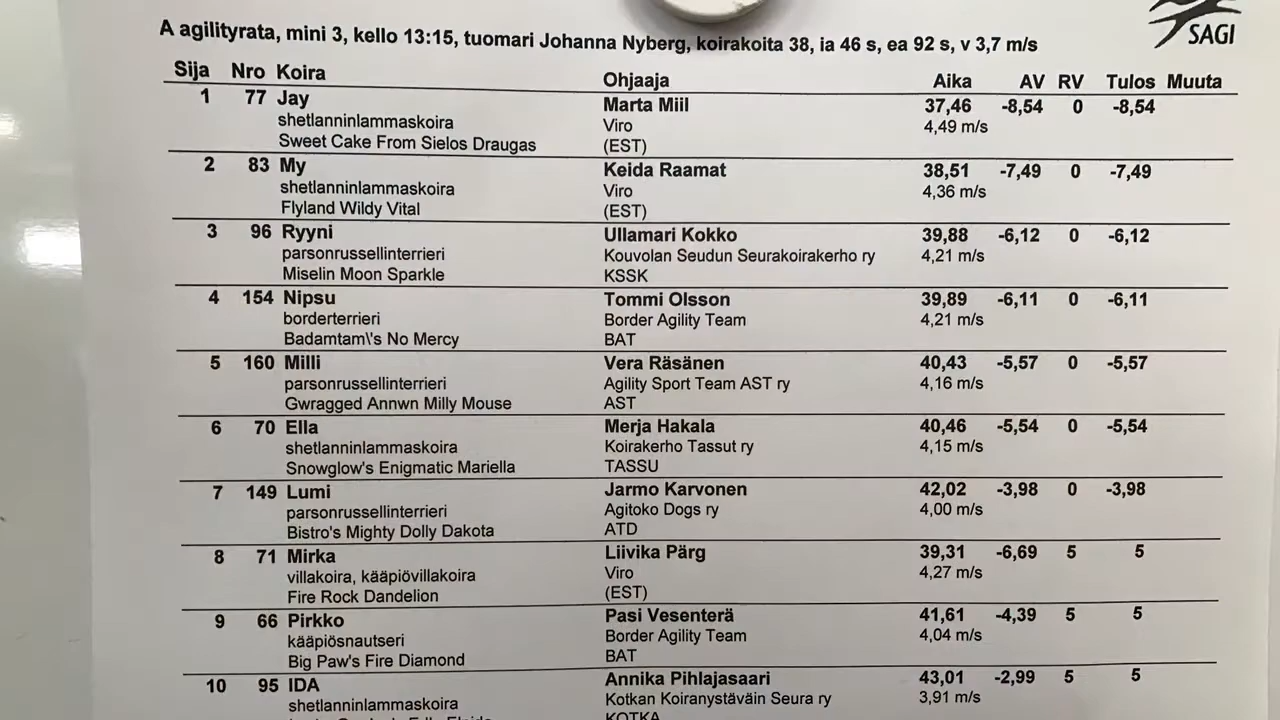 SAGI
A agilityrata, mini 3, kello 13:15, tuomari Johanna Nyberg, koirakoita 38, ia 46 s, ea 92 s, v 3,7 m/s
Sija Nro Koira Ohjaaja Aika AV RV Tulos Muuta
1 77 Jay Marta Miil 37,46 -8,54 0 -8,54
shetlanninlammaskoira Viro 4,49 m/s
Sweet Cake From Sielos Draugas (EST)
2 83 My Keida Raamat 38,51 -7,49 0 -7,49
shetlanninlammaskoira Viro 4,36 m/s
Flyland Wildy Vital (EST)
3 96 Ryyni Ullamari Kokko 39,88 -6,12 0 -6,12
parsonrussellinterrieri Kouvolan Seudun Seurakoirakerho ry 4,21 m/s
Miselin Moon Sparkle KSSK
4 154 Nipsu Tommi Olsson 39,89 -6,11 0 -6,11
borderterrieri Border Agility Team 4,21 m/s
Badamtam\'s No Mercy BAT
5 160 Milli Vera Räsänen 40,43 -5,57 0 -5,57
parsonrussellinterrieri Agility Sport Team AST ry 4,16 m/s
Gwragged Annwn Milly Mouse AST
6 70 Ella Merja Hakala 40,46 -5,54 0 -5,54
shetlanninlammaskoira Koirakerho Tassut ry 4,15 m/s
Snowglow's Enigmatic Mariella TASSU
7 149 Lumi Jarmo Karvonen 42,02 -3,98 0 -3,98
parsonrussellinterrieri Agitoko Dogs ry 4,00 m/s
Bistro's Mighty Dolly Dakota ATD
8 71 Mirka Liivika Pärg 39,31 -6,69 5 5
villakoira, kääpiövillakoira Viro 4,27 m/s
Fire Rock Dandelion (EST)
9 66 Pirkko Pasi Vesenterä 41,61 -4,39 5 5
kääpiösnautseri Border Agility Team 4,04 m/s
Big Paw's Fire Diamond BAT
10 95 IDA Annika Pihlajasaari 43,01 -2,99 5 5
shetlanninlammaskoira Kotkan Koiranystäväin Seura ry 3,91 m/s
KOTKA